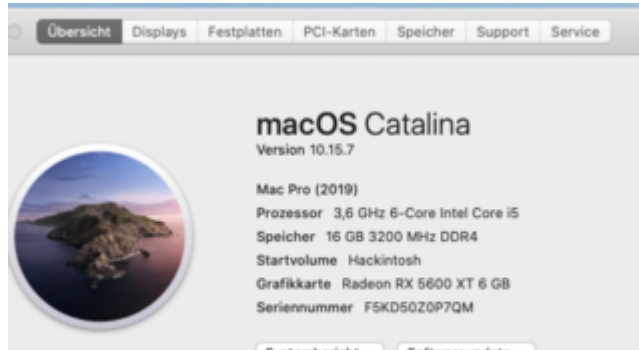 Übersicht Displays Festplatten PCI-Karten Speicher Support Service
macOS Catalina
Version 10.15.7
Mac Pro (2019)
Prozessor 3,6 GHz 6-Core Intel Core i5
Speicher 16 GB 3200 MHz DDR4
Startvolume Hackintosh
Grafikkarte Radeon RX 5600 XT 6 GB
Seriennummer F5KD50Z0P7QM